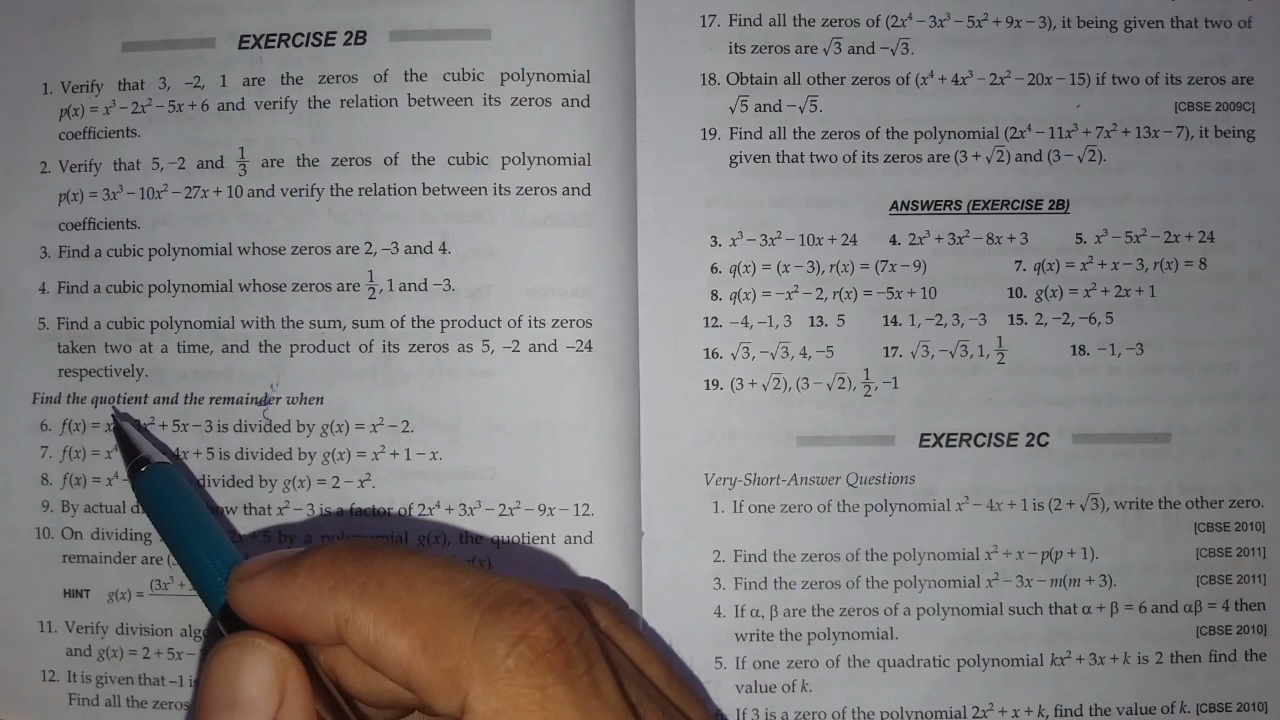 EXERCISE 2B
1. Verify that 3, –2, 1 are the zeros of the cubic polynomial
p(x) = x³ – 2x² – 5x + 6 and verify the relation between its zeros and
coefficients.
2. Verify that 5, –2 and 1/3 are the zeros of the cubic polynomial
p(x) = 3x³ – 10x² – 27x + 10 and verify the relation between its zeros and
coefficients.
3. Find a cubic polynomial whose zeros are 2, –3 and 4.
4. Find a cubic polynomial whose zeros are 1/2, 1 and –3.
5. Find a cubic polynomial with the sum, sum of the product of its zeros
taken two at a time, and the product of its zeros as 5, –2 and –24
respectively.
Find the quotient and the remainder when
6. f(x) = x² + 5x – 3 is divided by g(x) = x² – 2.
7. f(x) = x⁴ 4x + 5 is divided by g(x) = x² + 1 – x.
8. f(x) = x⁴ – divided by g(x) = 2 – x².
9. By actual that x² – 3 is a factor of 2x⁴ + 3x³ – 2x² – 9x – 12.
10. On dividing + 5 by a polynomial g(x), the quotient and
remainder are
HINT g(x) = (3x³ +
11. Verify division
and g(x) = 2 + 5x –
12. It is given that –1
Find all the zeros
17. Find all the zeros of (2x⁴ – 3x³ – 5x² + 9x – 3), it being given that two of
its zeros are √3 and –√3.
18. Obtain all other zeros of (x⁴ + 4x³ – 2x² – 20x – 15) if two of its zeros are
√5 and –√5. [CBSE 2009C]
19. Find all the zeros of the polynomial (2x⁴ – 11x³ + 7x² + 13x – 7), it being
given that two of its zeros are (3 + √2) and (3 – √2).
ANSWERS (EXERCISE 2B)
3. x³ – 3x² – 10x + 24 4. 2x³ + 3x² – 8x + 3 5. x³ – 5x² – 2x + 24
6. q(x) = (x – 3), r(x) = (7x – 9) 7. q(x) = x² + x – 3, r(x) = 8
8. q(x) = –x² – 2, r(x) = –5x + 10 10. g(x) = x² + 2x + 1
12. –4, –1, 3 13. 5 14. 1, –2, 3, –3 15. 2, –2, –6, 5
16. √3, –√3, 4, –5 17. √3, –√3, 1, 1/2 18. –1, –3
19. (3 + √2), (3 – √2), 1/2, –1
EXERCISE 2C
Very-Short-Answer Questions
1. If one zero of the polynomial x² – 4x + 1 is (2 + √3), write the other zero.
[CBSE 2010]
2. Find the zeros of the polynomial x² + x – p(p + 1). [CBSE 2011]
3. Find the zeros of the polynomial x² – 3x – m(m + 3). [CBSE 2011]
4. If α, β are the zeros of a polynomial such that α + β = 6 and αβ = 4 then
write the polynomial. [CBSE 2010]
5. If one zero of the quadratic polynomial kx² + 3x + k is 2 then find the
value of k.
6. If 3 is a zero of the polynomial 2x² + x + k, find the value of k. [CBSE 2010]